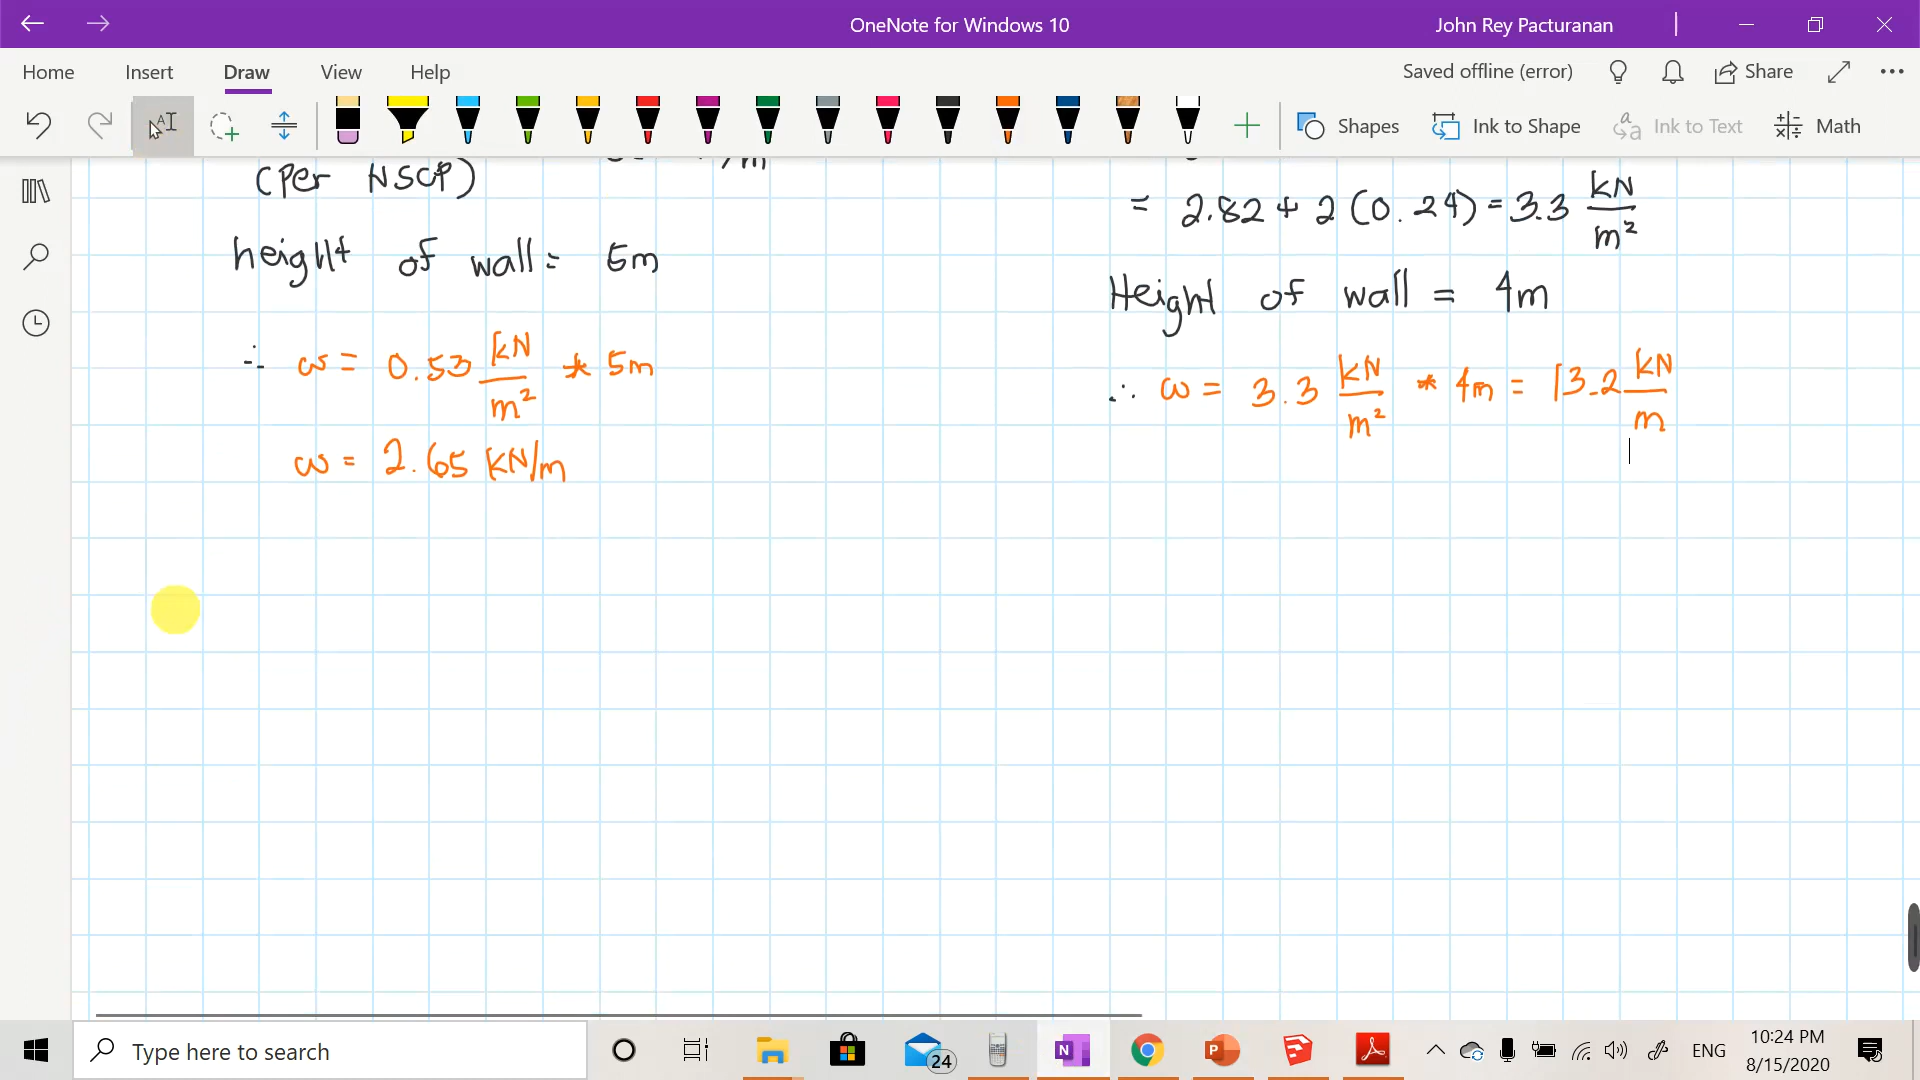 OneNote for Windows 10
John Rey Pacturanan
Home Insert Draw View Help
Saved offline (error) Share
Shapes Ink to Shape Ink to Text Math
(Per NSCP)
height of wall = 5m
∴ ω = 0.53 kN/m² * 5m
ω = 2.65 kN/m
= 2.82 + 2 (0.24) = 3.3 kN/m²
Height of wall = 4m
∴ ω = 3.3 kN/m² * 4m = 13.2 kN/m
Type here to search
24
ENG
10:24 PM
8/15/2020